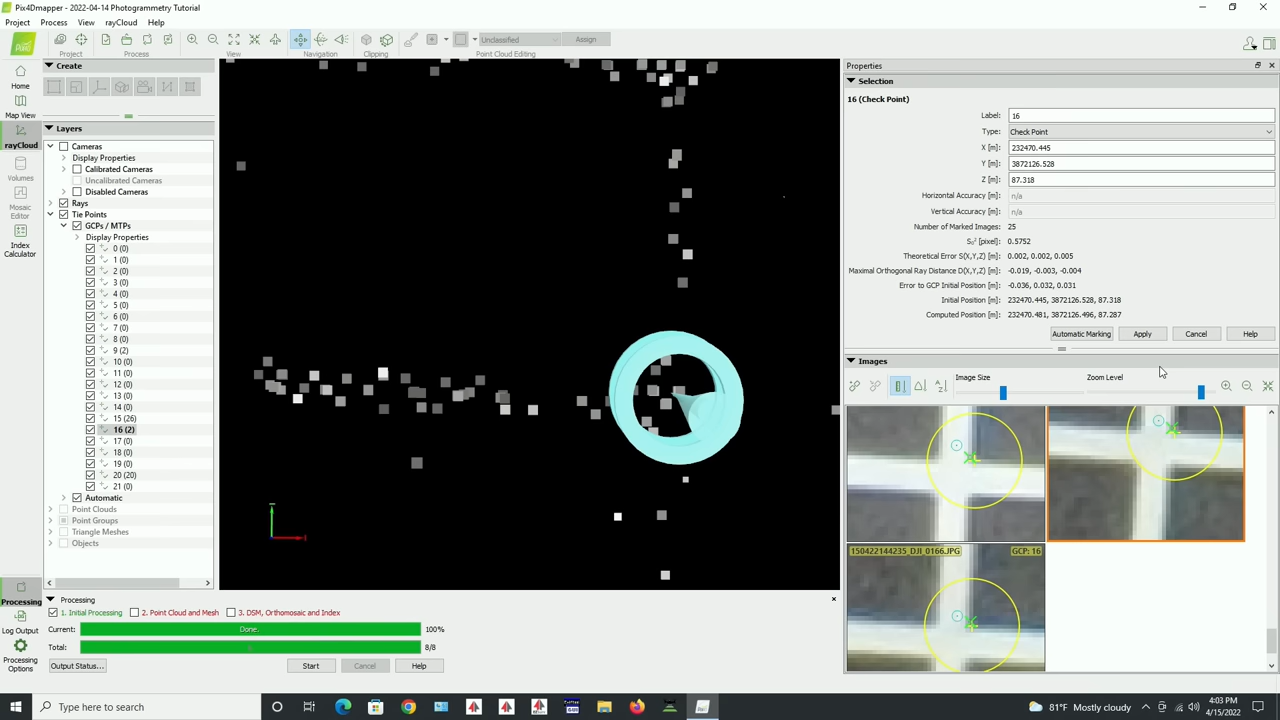 Pix4Dmapper - 2022-04-14 Photogrammetry Tutorial
Project Process View rayCloud Help
Project Process View Navigation Clipping Point Cloud Editing
Unclassified Assign
Home
Map View
rayCloud
Volumes
Mosaic Editor
Index Calculator
Processing
Log Output
Processing Options
Create
Layers
Cameras
Display Properties
Calibrated Cameras
Uncalibrated Cameras
Disabled Cameras
Rays
Tie Points
GCPs / MTPs
Display Properties
0 (0)
1 (0)
2 (0)
3 (0)
4 (0)
5 (0)
6 (0)
7 (0)
8 (0)
9 (2)
10 (0)
11 (0)
12 (0)
13 (0)
14 (0)
15 (26)
16 (2)
17 (0)
18 (0)
19 (0)
20 (20)
21 (0)
Automatic
Point Clouds
Point Groups
Triangle Meshes
Objects
Processing
1. Initial Processing 2. Point Cloud and Mesh 3. DSM, Orthomosaic and Index
Current: Done. 100%
Total: 8/8
Output Status... Start Cancel Help
Properties
Selection
16 (Check Point)
Label: 16
Type: Check Point
X [m]: 232470.445
Y [m]: 3872126.528
Z [m]: 87.318
Horizontal Accuracy [m]: n/a
Vertical Accuracy [m]: n/a
Number of Marked Images: 25
S₀² [pixel]: 0.5752
Theoretical Error S(X,Y,Z) [m]: 0.002, 0.002, 0.005
Maximal Orthogonal Ray Distance D(X,Y,Z) [m]: -0.019, -0.003, -0.004
Error to GCP Initial Position [m]: -0.036, 0.032, 0.031
Initial Position [m]: 232470.445, 3872126.528, 87.318
Computed Position [m]: 232470.481, 3872126.496, 87.287
Automatic Marking Apply Cancel Help
Images
Image Size Zoom Level
150422144235_DJI_0166.JPG GCP: 16
Type here to search
81°F Mostly cloudy
4:03 PM
4/15/2022